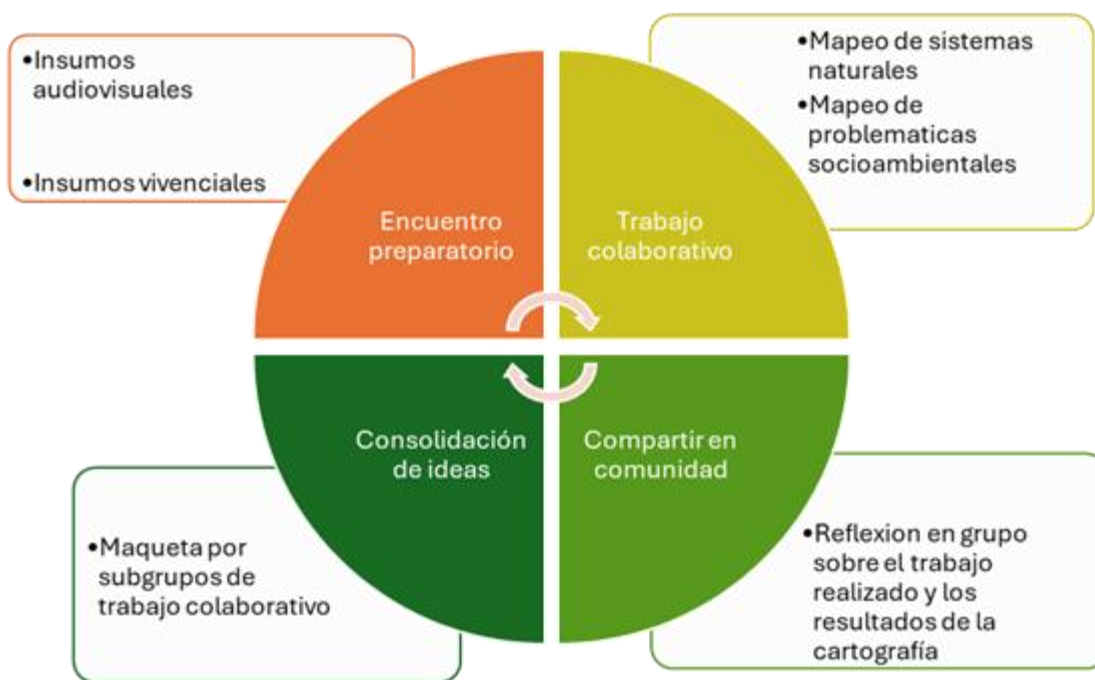 •Insumos
audiovisuales
•Insumos vivenciales
Encuentro
preparatorio
•Mapeo de sistemas
naturales
•Mapeo de
problematicas
socioambientales
Trabajo
colaborativo
Consolidación
de ideas
•Maqueta por
subgrupos de
trabajo colaborativo
Compartir en
comunidad
•Reflexion en grupo
sobre el trabajo
realizado y los
resultados de la
cartografía